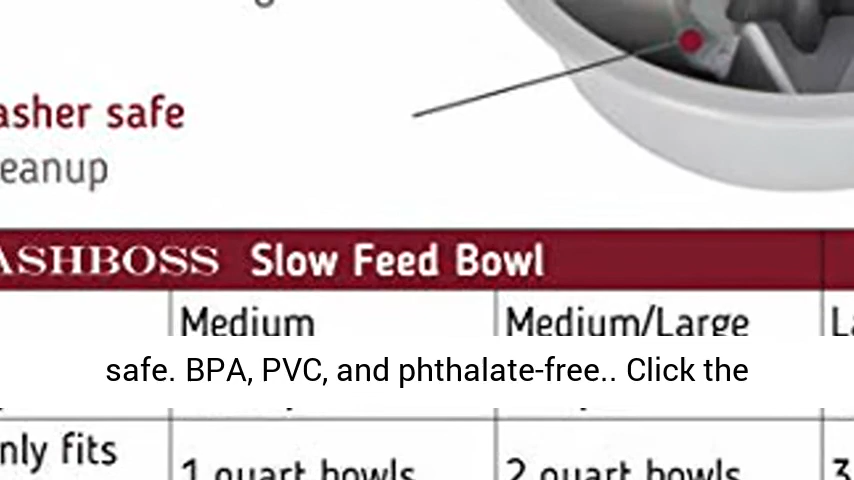 asher safe
eanup
ASHBOSS Slow Feed Bowl
Medium Medium/Large
safe. BPA, PVC, and phthalate-free.. Click the
nly fits
1 quart bowls 2 quart bowls 3